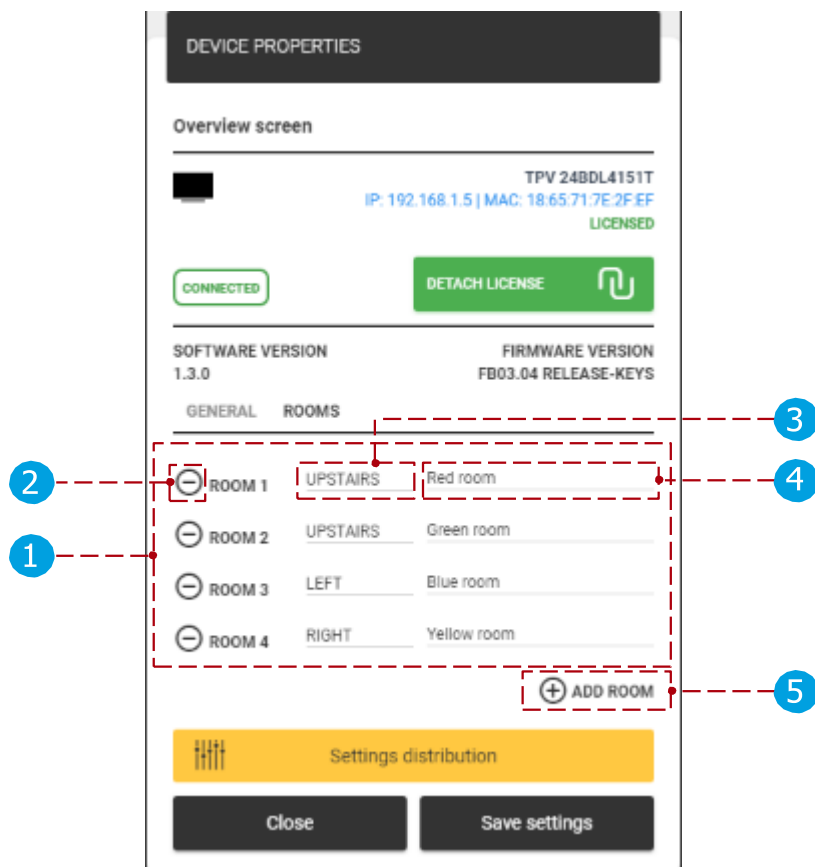 DEVICE PROPERTIES
Overview screen
TPV 24BDL4151T
IP: 192.168.1.5 | MAC: 18:65:71:7E:2F:EF
LICENSED
CONNECTED
DETACH LICENSE
SOFTWARE VERSION
1.3.0
FIRMWARE VERSION
FB03.04 RELEASE-KEYS
GENERAL ROOMS
3
2 ROOM 1 UPSTAIRS Red room 4
ROOM 2 UPSTAIRS Green room
1
ROOM 3 LEFT Blue room
ROOM 4 RIGHT Yellow room
ADD ROOM 5
Settings distribution
Close Save settings